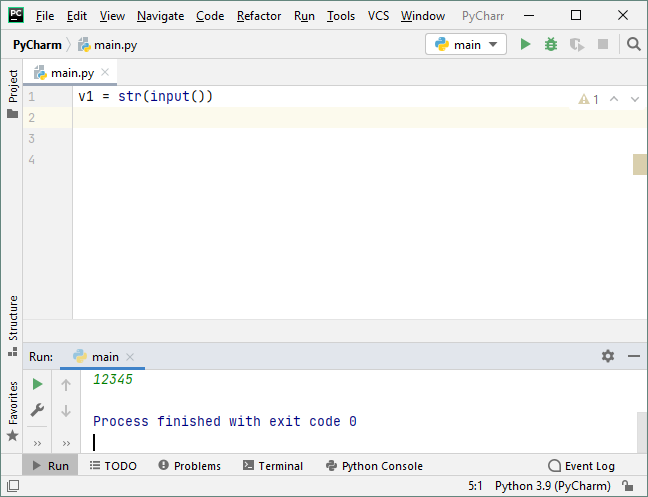 PC File Edit View Navigate Code Refactor Run Tools VCS Window PyCharr
PyCharm main.py main
Project
main.py
1 v1 = str(input()) 1
2
3
4
Structure
Favorites
Run: main
12345
Process finished with exit code 0
Run TODO Problems Terminal Python Console Event Log
5:1 Python 3.9 (PyCharm)